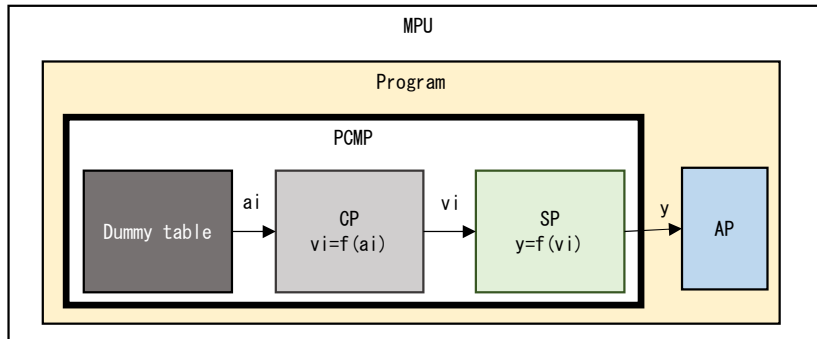 MPU
Program
PCMP
Dummy table
ai
CP
vi=f(ai)
vi
SP
y=f(vi)
y
AP